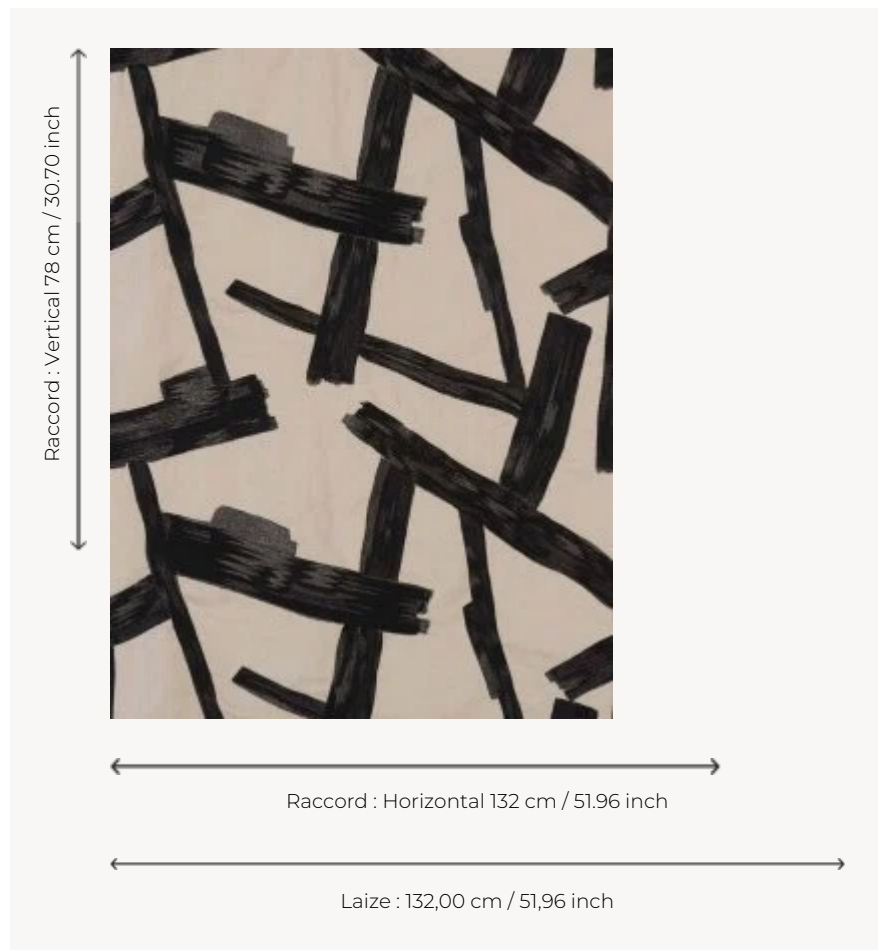 Raccord : Vertical 78 cm / 30.70 inch
Raccord : Horizontal 132 cm / 51.96 inch
Laize : 132,00 cm / 51,96 inch